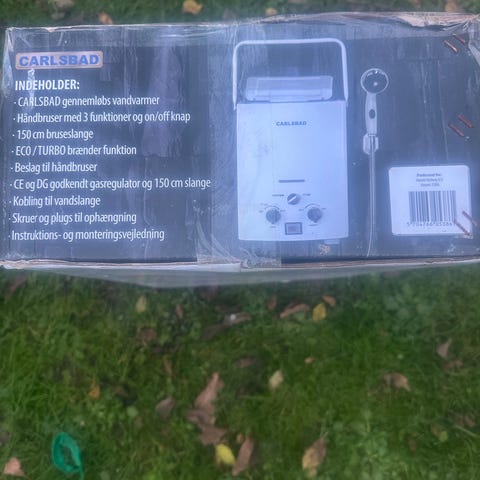 CARLSBAD
INDEHOLDER:
· CARLSBAD gennemløbs vandvarmer
· Håndbruser med 3 funktioner og on/off knap
· 150 cm bruseslange
· ECO / TURBO brænder funktion
· Beslag til håndbruser
· CE og DG godkendt gasregulator og 150 cm slange
· Kobling til vandslange
· Skruer og plugs til ophængning
· Instruktions- og monteringsvejledning
CARLSBAD